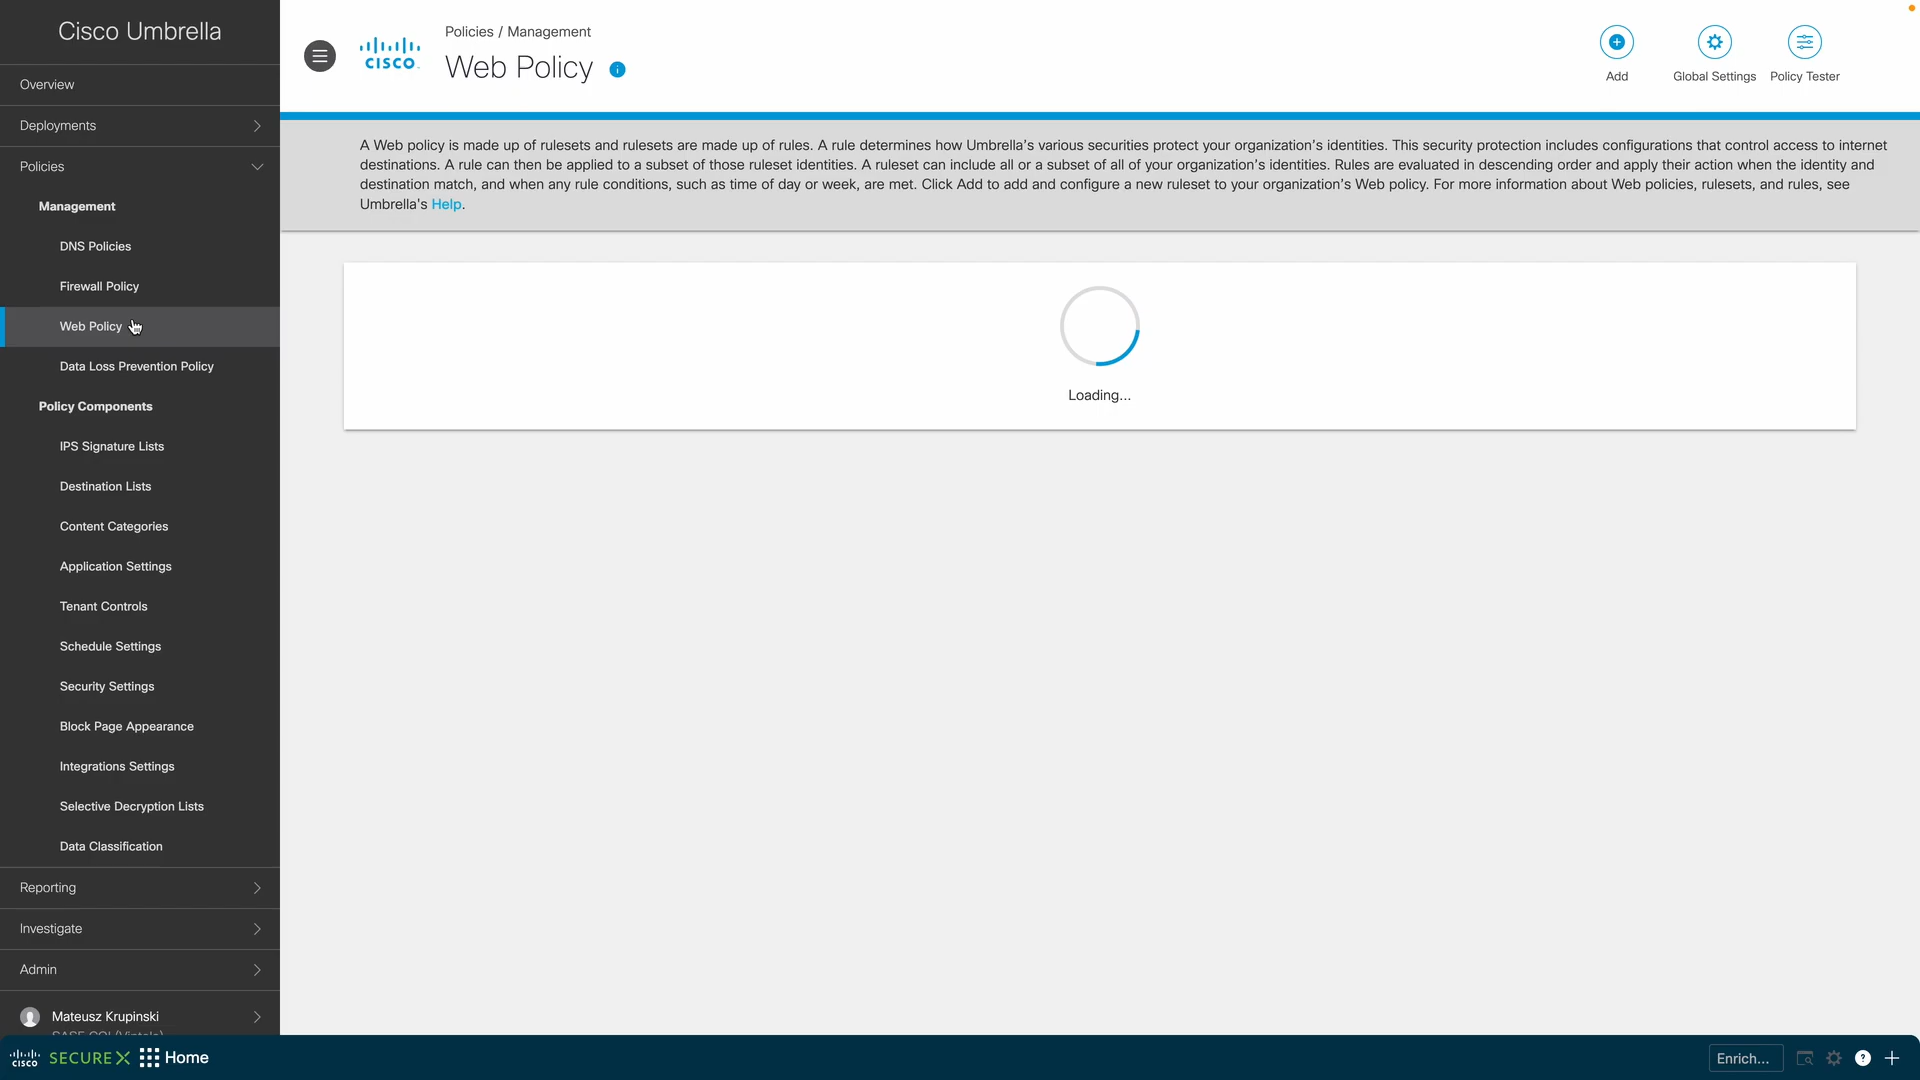 Cisco Umbrella
Overview
Deployments
Policies
Management
DNS Policies
Firewall Policy
Web Policy
Data Loss Prevention Policy
Policy Components
IPS Signature Lists
Destination Lists
Content Categories
Application Settings
Tenant Controls
Schedule Settings
Security Settings
Block Page Appearance
Integrations Settings
Selective Decryption Lists
Data Classification
Reporting
Investigate
Admin
Mateusz Krupinski
CISCO
Policies / Management
Web Policy
Add
Global Settings
Policy Tester
A Web policy is made up of rulesets and rulesets are made up of rules. A rule determines how Umbrella's various securities protect your organization's identities. This security protection includes configurations that control access to internet
destinations. A rule can then be applied to a subset of those ruleset identities. A ruleset can include all or a subset of all of your organization's identities. Rules are evaluated in descending order and apply their action when the identity and
destination match, and when any rule conditions, such as time of day or week, are met. Click Add to add and configure a new ruleset to your organization's Web policy. For more information about Web policies, rulesets, and rules, see
Umbrella's Help.
Loading...
CISCO SECUREX Home
Enrich...